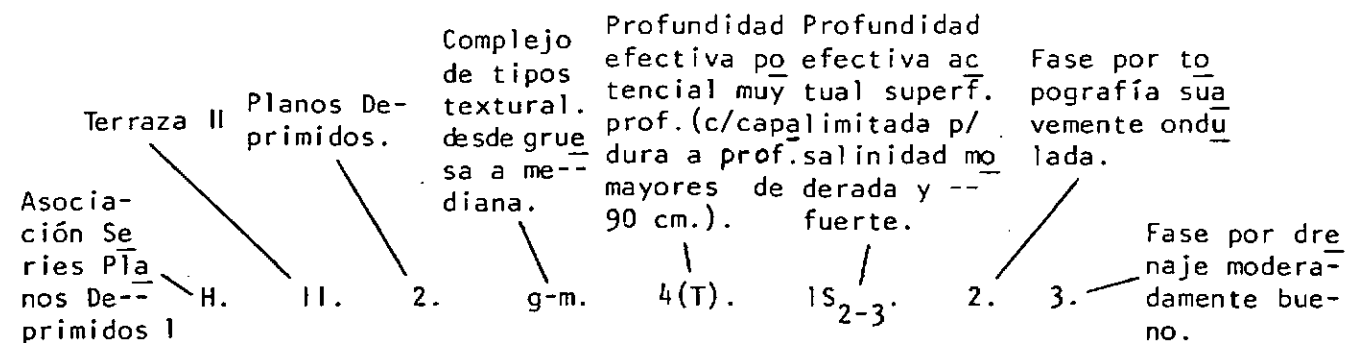 Terraza II
Planos De-
primidos.
Complejo
de tipos
textural.
desde grue
sa a me--
diana.
Profundidad
efectiva po
tencial muy
prof.(c/capa
dura a prof.
mayores de
90 cm.).
Profundidad
efectiva ac
tual superf.
limitada p/
salinidad mo
derada y --
fuerte.
Fase por to
pografía sua
vemente ondu
lada.
Asocia-
ción Se
ries Pla
nos De--
primidos 1
Fase por dre
naje modera-
damente bue-
no.
H. II. 2. g-m. 4(T). 1S2-3. 2. 3.